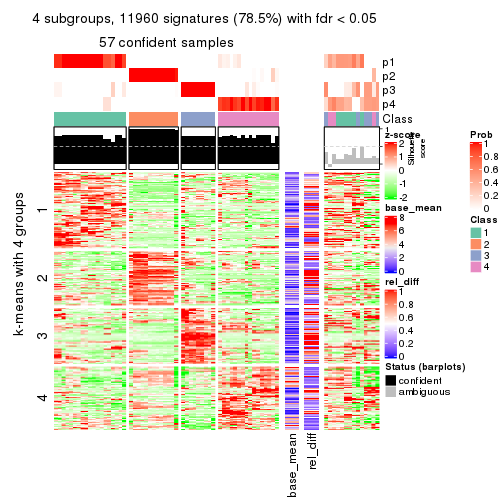 4 subgroups, 11960 signatures (78.5%) with fdr < 0.05
57 confident samples
p1
p2
p3
p4
Class
1
Silhouette
score
k-means with 4 groups
1
2
3
4
base_mean
rel_diff
z-score
2
1
0
-1
-2
base_mean
8
6
4
2
0
rel_diff
1
0.8
0.6
0.4
0.2
0
Status (barplots)
confident
ambiguous
Prob
1
0.8
0.6
0.4
0.2
0
Class
1
2
3
4